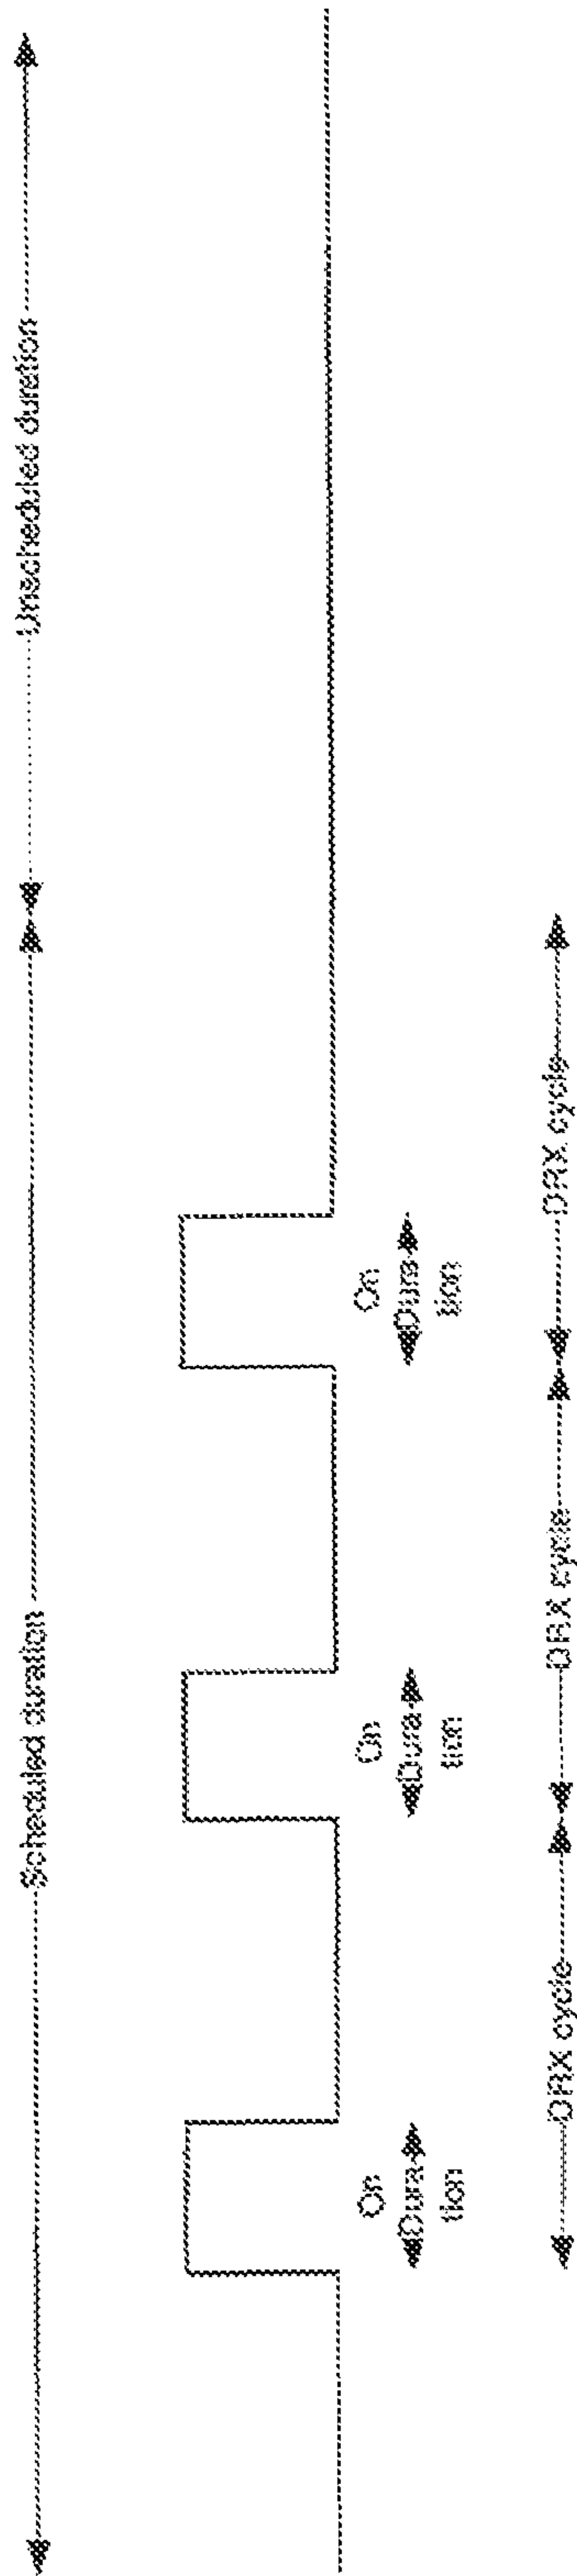 Scheduled duration
Unscheduled duration
On
Dura
tion
On
Dura
tion
On
Dura
tion
DRX cycle
DRX cycle
DRX cycle